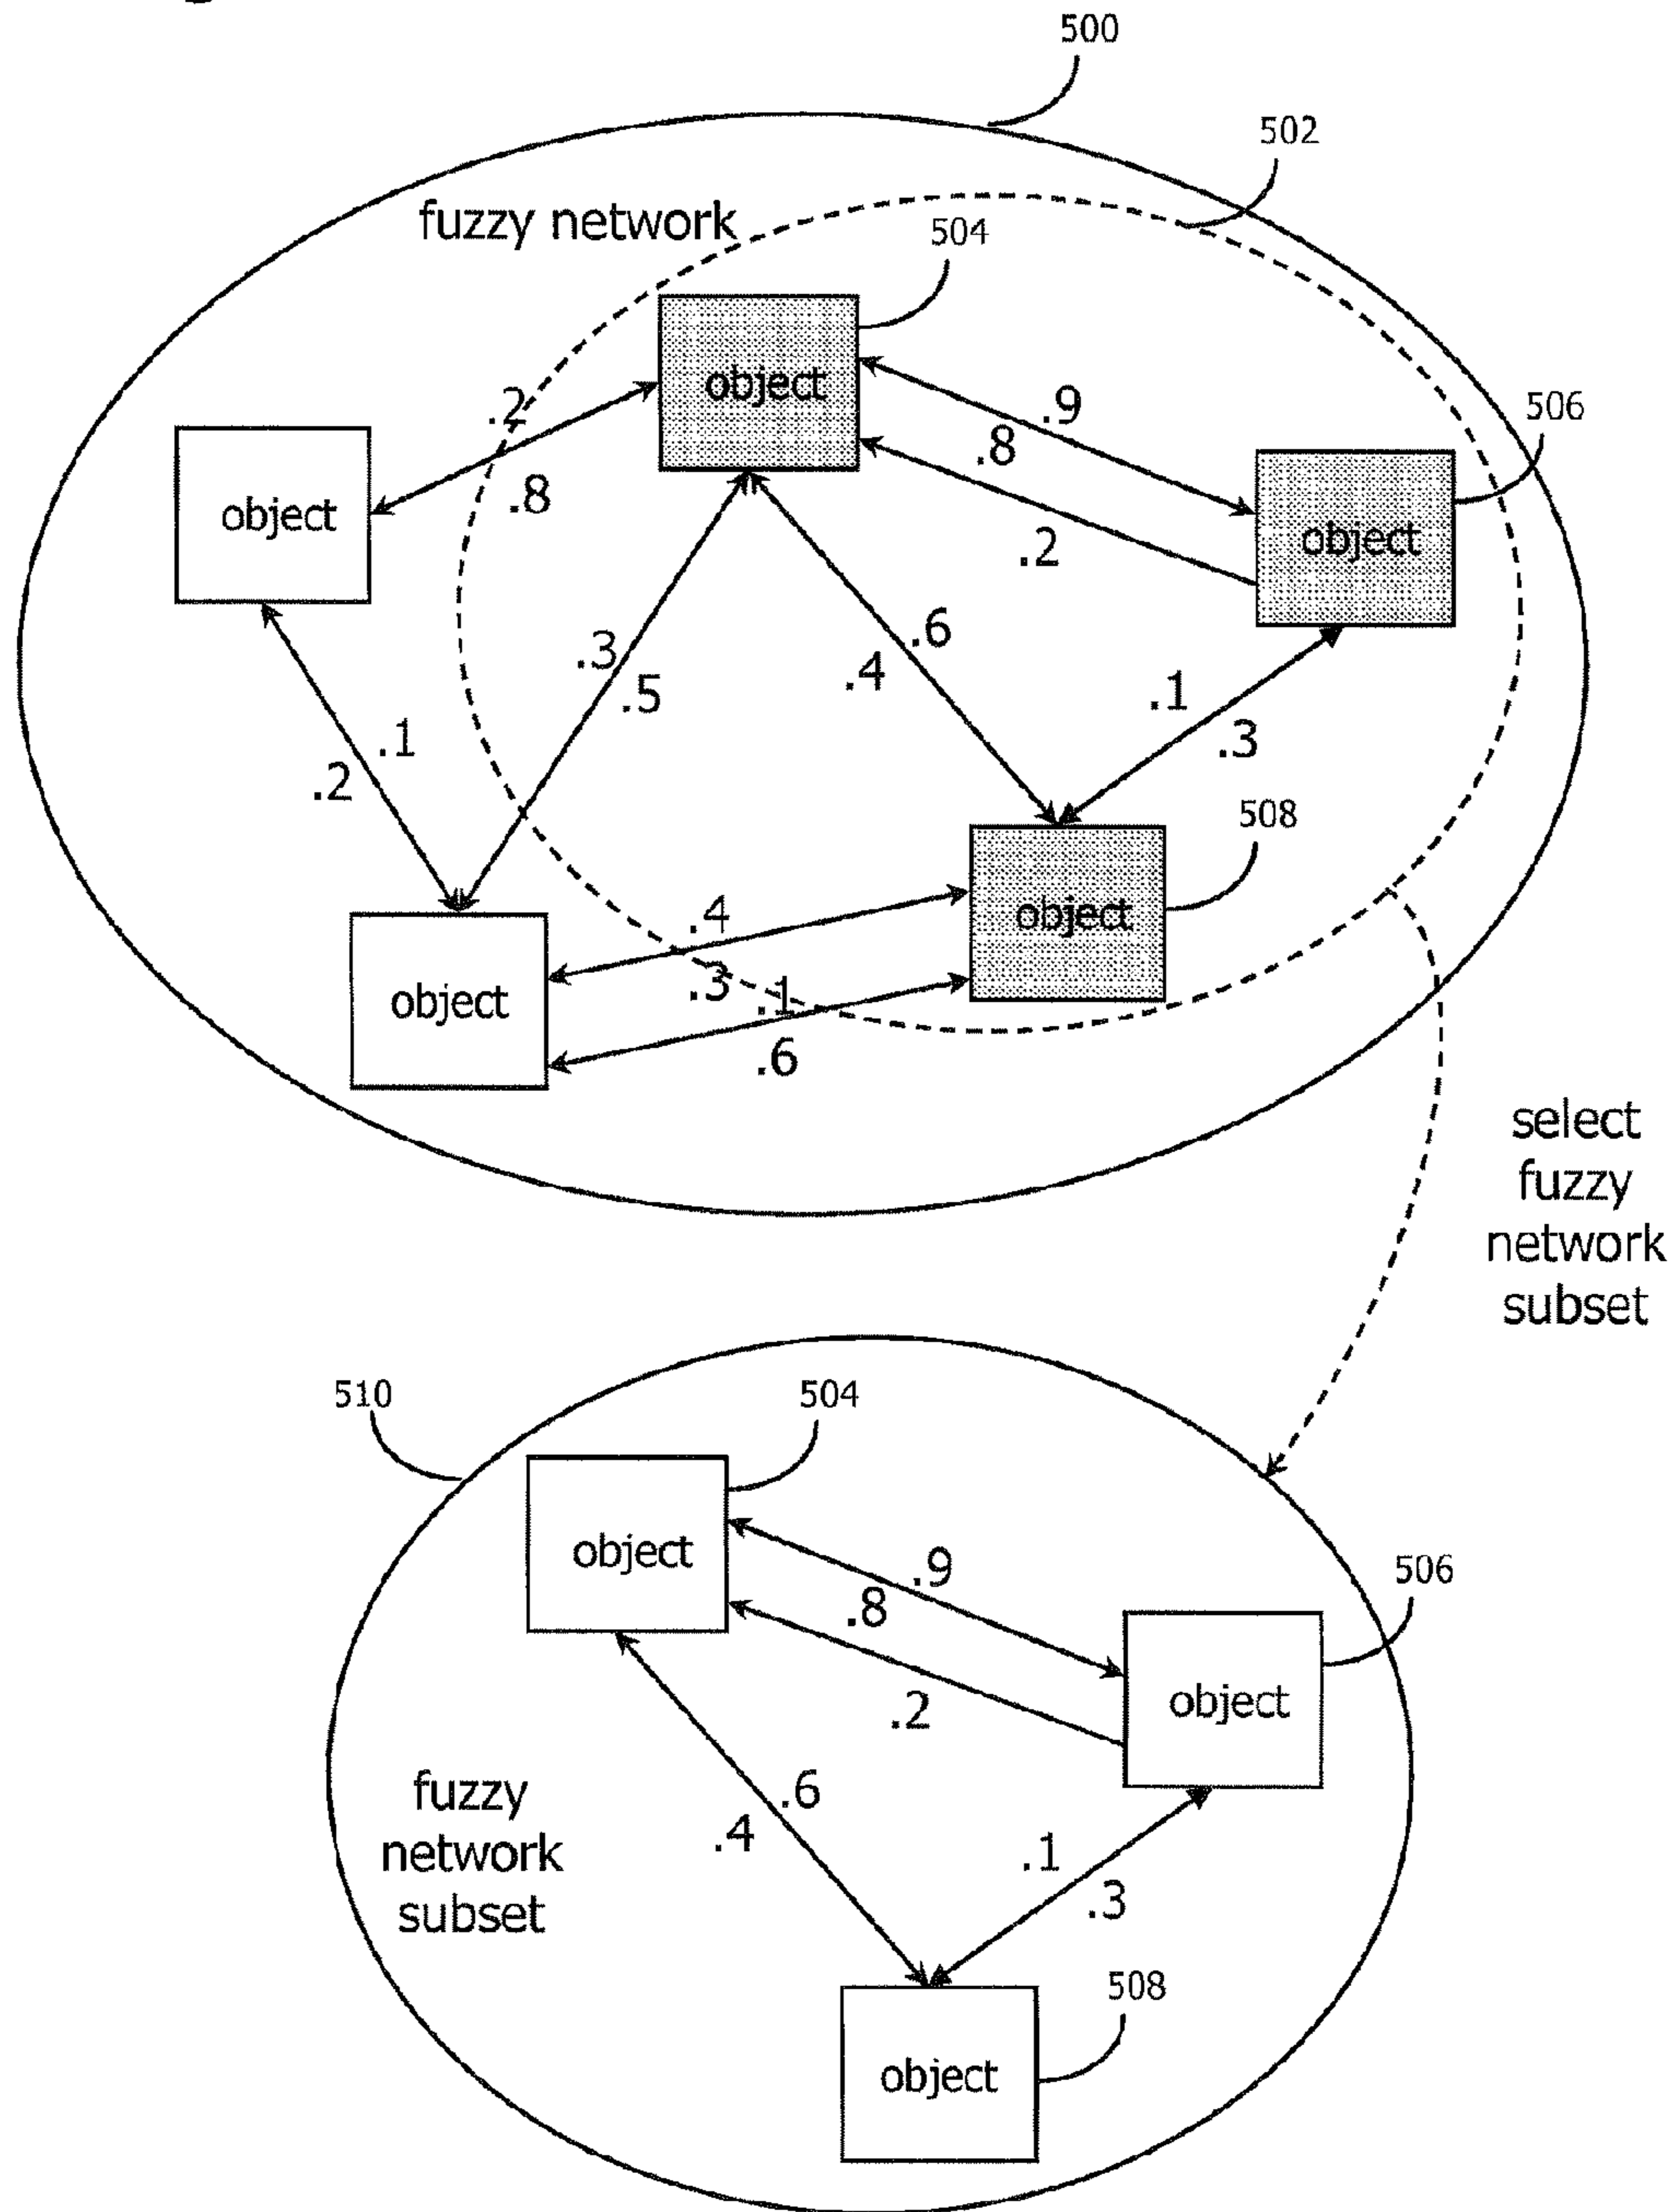 500
502
fuzzy network
504
object
.2
.9
506
.8
.8
object
object
.2
.3
.6
.4
.5
.1
.3
.1
.2
508
.4
object
object
.3
.1
.6
select
fuzzy
network
subset
510
504
object
.9
506
.8
object
.2
fuzzy
network
subset
.6
.4
.1
.3
508
object